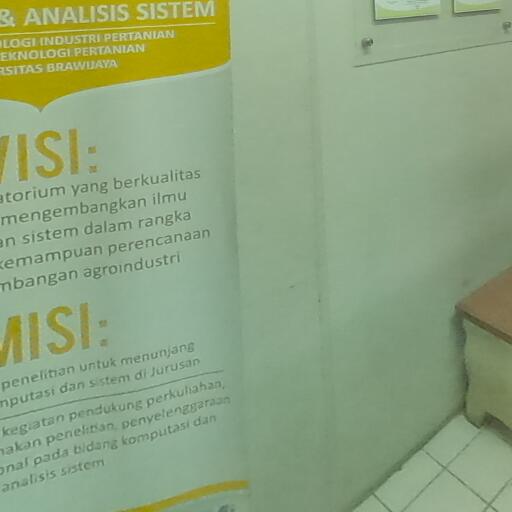 & ANALISIS SISTEM
OLOGI INDUSTRI PERTANIAN
EKNOLOGI PERTANIAN
RSITAS BRAWIJAYA
VISI:
atorium yang berkualitas
mengembangkan ilmu
an sistem dalam rangka
kemampuan perencanaan
mbangan agroindustri
MISI:
penelitian untuk menunjang
mputasi dan sistem di Jurusan
kegiatan pendukung perkuliahan,
nakan penelitian, penyelenggaraan
onal pada bidang komputasi dan
analisis sistem